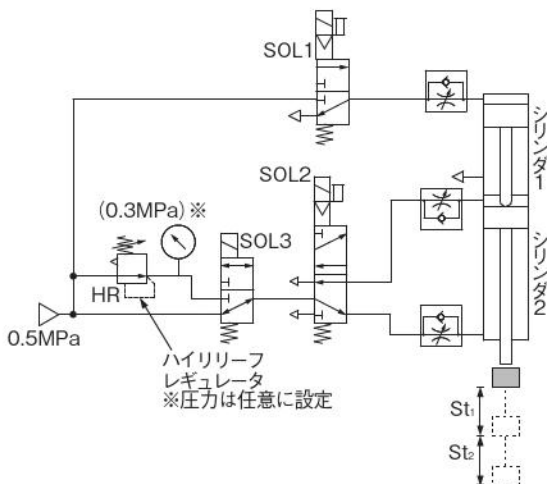 SOL1
SOL2
(0.3MPa)※
SOL3
HR
0.5MPa
ハイリリーフ
レギュレータ
※圧力は任意に設定
シリンダ1
シリンダ2
St1
St2